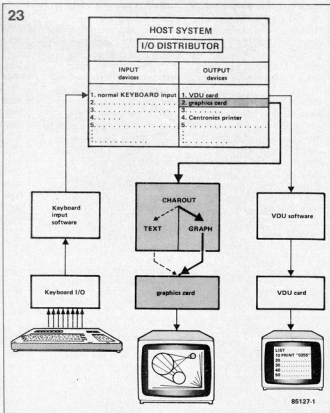 23
HOST SYSTEM
I/O DISTRIBUTOR
INPUT
devices
OUTPUT
devices
1. normal KEYBOARD input
2. . . . . . . . . . . . . . .
3. . . . . . . . . . . . . . .
4. . . . . .
5. . . . . . . . . . . . . . .
1. VDU card
2. graphics card
3. . . . . . . . . . . . . . .
4. Centronics printer
5. . . . . . . . . . . . . . .
Keyboard
input
software
CHAROUT
TEXT
GRAPH
VDU software
Keyboard I/O
graphics card
VDU card
LIST
10 PRINT "G255"
20 . . . . . . .
30 . . . . . . .
40 . . . . . . .
50 . . . . . . .
85127-1